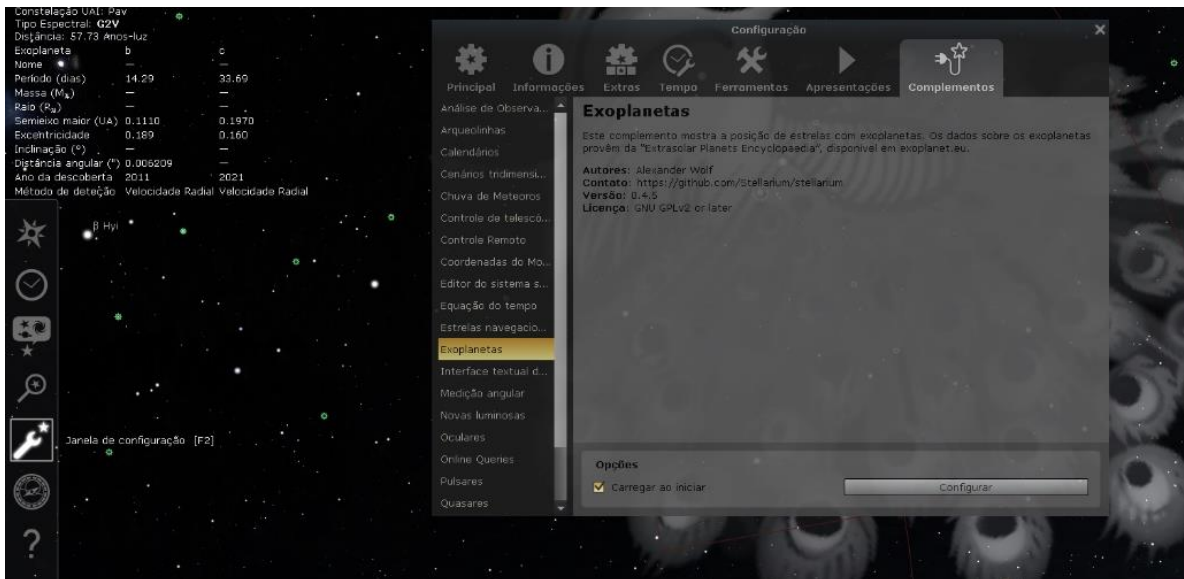 Constelação UAI: Pav
Tipo Espectral: G2V
Distância: 57.73 Anos-luz
Exoplaneta b c
Nome — —
Período (dias) 14.29 33.69
Massa (Mʲ) — —
Raio (Rʲ) — —
Semieixo maior (UA) 0.1110 0.1970
Excentricidade 0.189 0.160
Inclinação (°) — —
Distância angular (") 0.006209 —
Ano da descoberta 2011 2021
Método de deteção Velocidade Radial Velocidade Radial
β Hyi
Janela de configuração [F2]
?
Configuração
Principal Informações Extras Tempo Ferramentas Apresentações Complementos
Análise de Observa...
Arqueolinhas
Calendários
Cenários tridimensi...
Chuva de Meteoros
Controle de telescó...
Controle Remoto
Coordenadas do Mo...
Editor do sistema s...
Equação do tempo
Estrelas navegacio...
Exoplanetas
Interface textual d...
Medição angular
Novas luminosas
Oculares
Online Queries
Pulsares
Quasares
Exoplanetas
Este complemento mostra a posição de estrelas com exoplanetas. Os dados sobre os exoplanetas
provêm da "Extrasolar Planets Encyclopaedia", disponível em exoplanet.eu.
Autores: Alexander Wolf
Contato: https://github.com/Stellarium/stellarium
Versão: 0.4.5
Licença: GNU GPLv2 or later
Opções
Carregar ao iniciar
Configurar